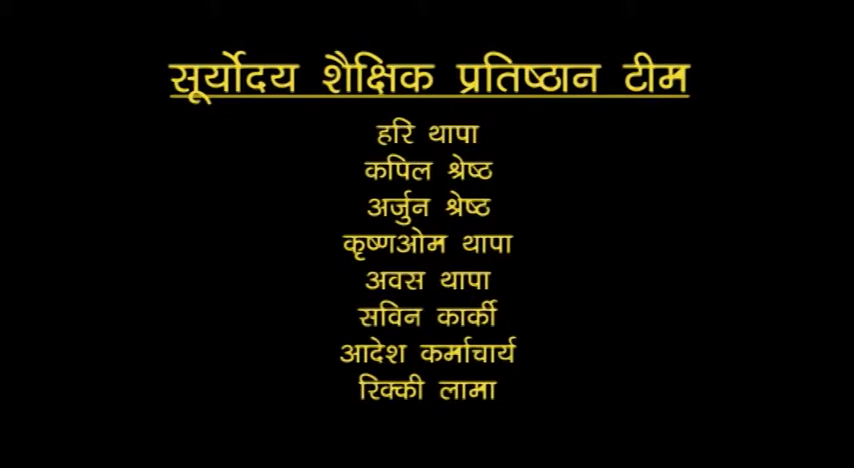 सूर्योदय शैक्षिक प्रतिष्ठान टीम
हरि थापा
कपिल श्रेष्ठ
अर्जुन श्रेष्ठ
कृष्णओम थापा
अवस थापा
सविन कार्की
आदेश कर्माचार्य
रिक्की लामा